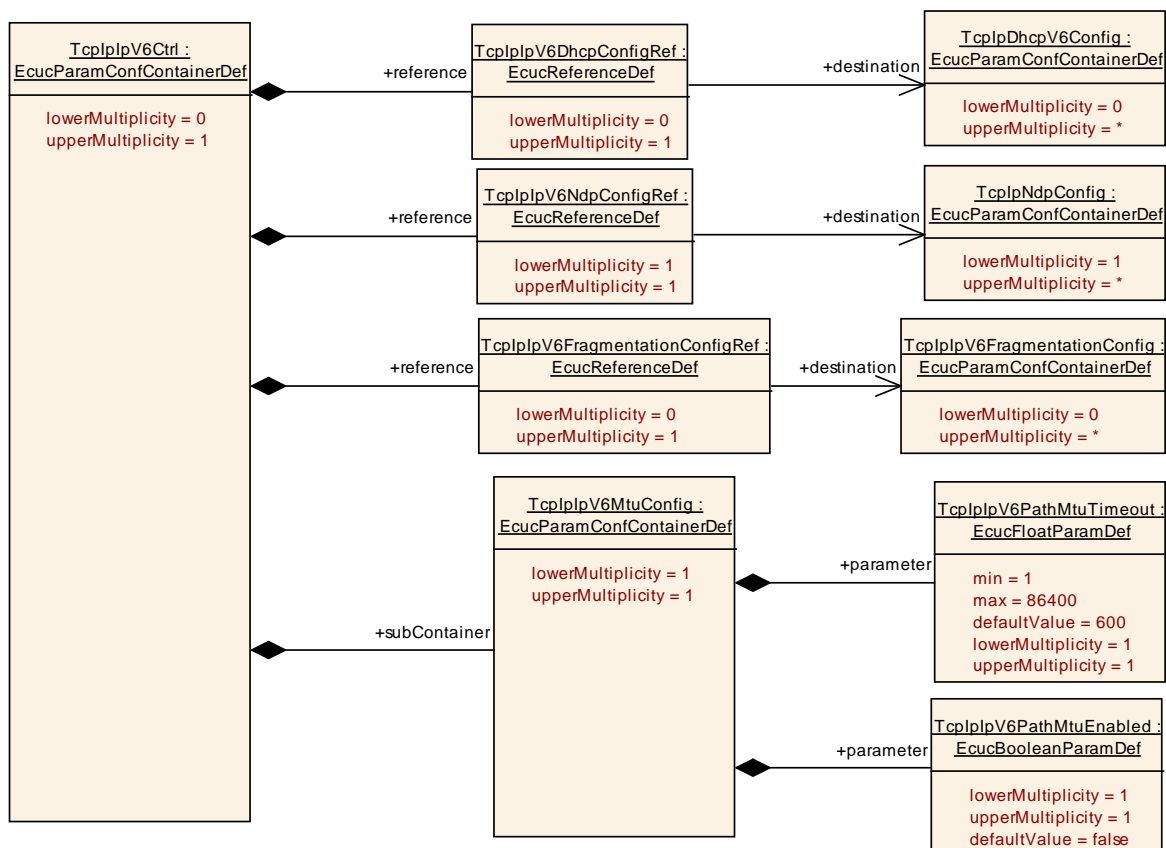 TcpIpIpV6Ctrl :
EcucParamConfContainerDef
lowerMultiplicity = 0
upperMultiplicity = 1
+reference
TcpIpIpV6DhcpConfigRef :
EcucReferenceDef
lowerMultiplicity = 0
upperMultiplicity = 1
+destination
TcpIpDhcpV6Config :
EcucParamConfContainerDef
lowerMultiplicity = 0
upperMultiplicity = *
+reference
TcpIpIpV6NdpConfigRef :
EcucReferenceDef
lowerMultiplicity = 1
upperMultiplicity = 1
+destination
TcpIpNdpConfig :
EcucParamConfContainerDef
lowerMultiplicity = 1
upperMultiplicity = *
+reference
TcpIpIpV6FragmentationConfigRef :
EcucReferenceDef
lowerMultiplicity = 0
upperMultiplicity = 1
+destination
TcpIpIpV6FragmentationConfig :
EcucParamConfContainerDef
lowerMultiplicity = 0
upperMultiplicity = *
+subContainer
TcpIpIpV6MtuConfig :
EcucParamConfContainerDef
lowerMultiplicity = 1
upperMultiplicity = 1
+parameter
TcpIpIpV6PathMtuTimeout :
EcucFloatParamDef
min = 1
max = 86400
defaultValue = 600
lowerMultiplicity = 1
upperMultiplicity = 1
+parameter
TcpIpIpV6PathMtuEnabled :
EcucBooleanParamDef
lowerMultiplicity = 1
upperMultiplicity = 1
defaultValue = false